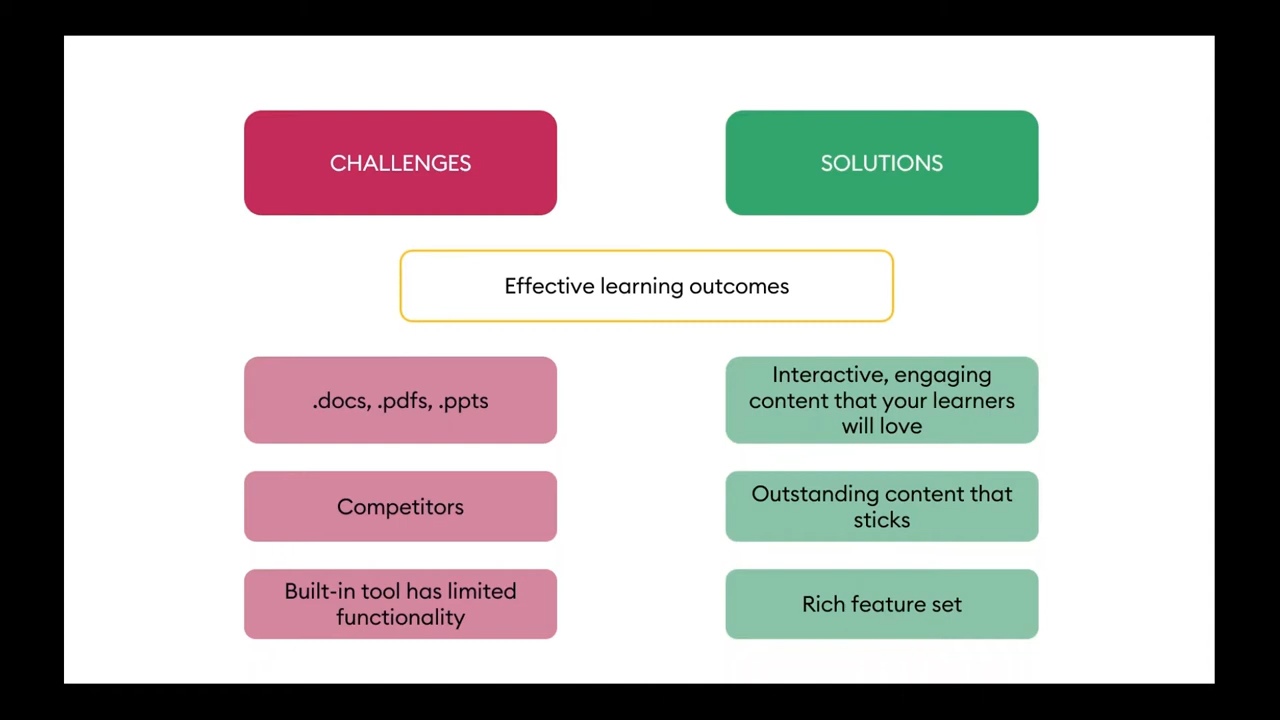 CHALLENGES
SOLUTIONS
Effective learning outcomes
.docs, .pdfs, .ppts
Interactive, engaging
content that your learners
will love
Competitors
Outstanding content that
sticks
Built-in tool has limited
functionality
Rich feature set